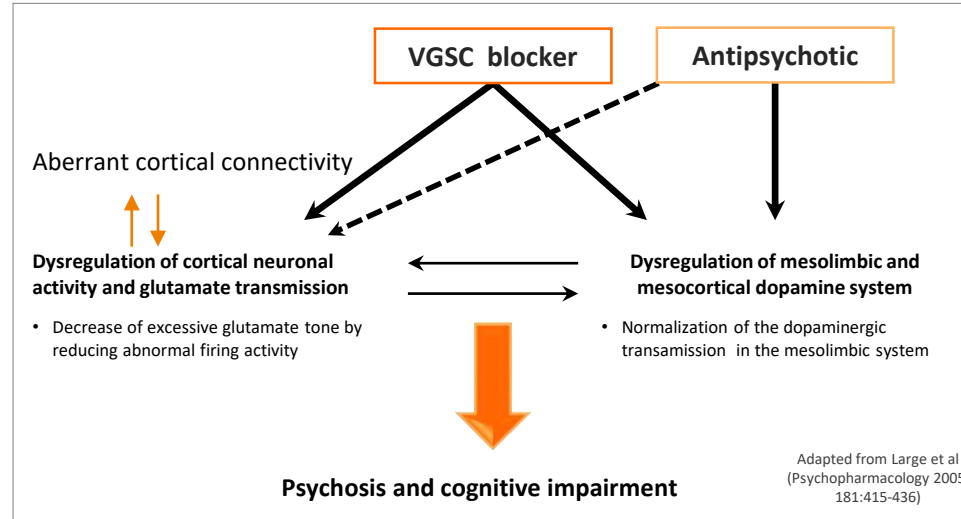 VGSC blocker
Antipsychotic
Aberrant cortical connectivity
Dysregulation of cortical neuronal
activity and glutamate transmission
• Decrease of excessive glutamate tone by
reducing abnormal firing activity
Dysregulation of mesolimbic and
mesocortical dopamine system
• Normalization of the dopaminergic
transamission in the mesolimbic system
Psychosis and cognitive impairment
Adapted from Large et al
(Psychopharmacology 2005
181:415-436)